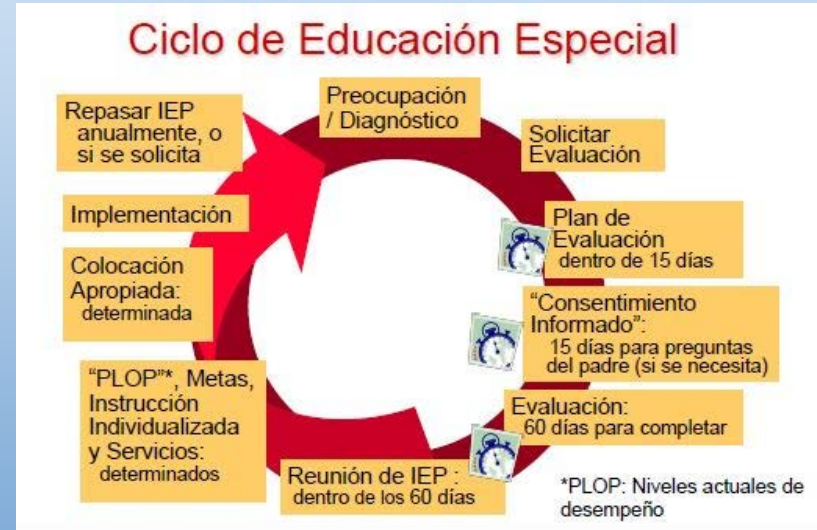 Ciclo de Educación Especial
Preocupación
/ Diagnóstico
Solicitar
Evaluación
Plan de
Evaluación
dentro de 15 días
“Consentimiento
Informado”:
15 días para preguntas
del padre (si se necesita)
Evaluación:
60 días para completar
Reunión de IEP :
dentro de los 60 días
“PLOP”*, Metas,
Instrucción
Individualizada
y Servicios:
determinados
Colocación
Apropiada:
determinada
Implementación
Repasar IEP
anualmente, o
si se solicita
*PLOP: Niveles actuales de
desempeño